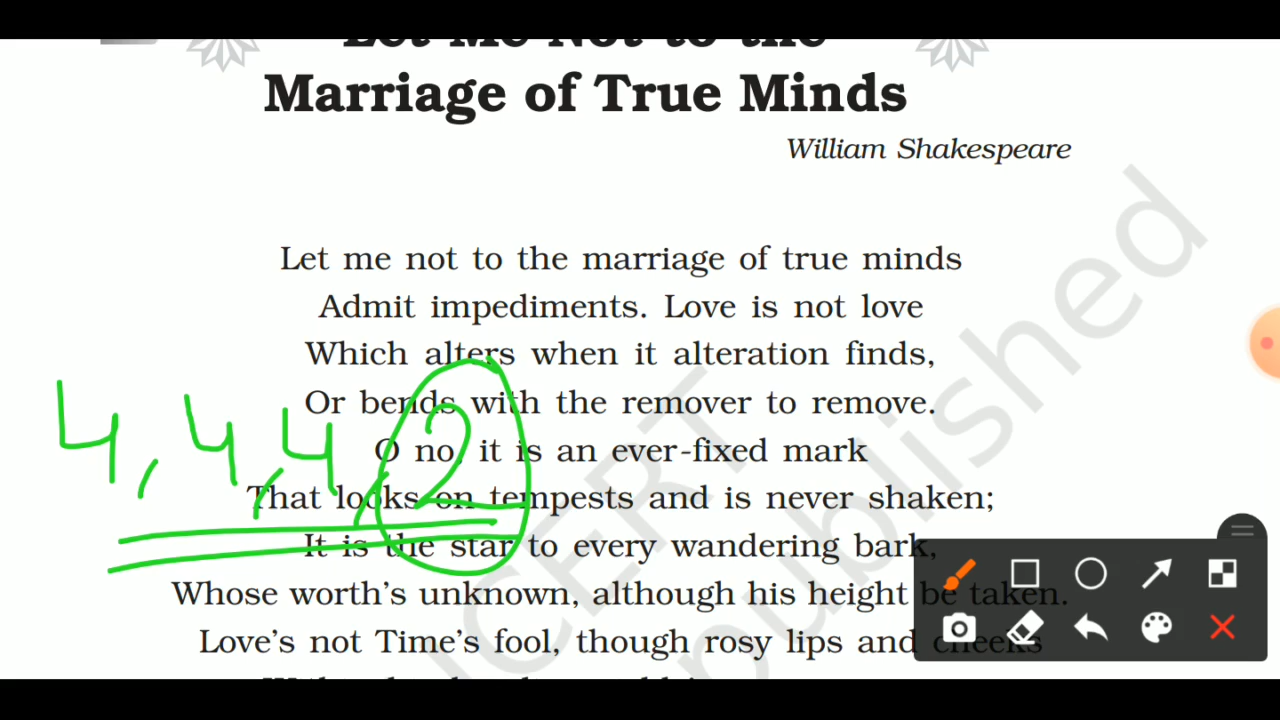 Let Me Not to the
Marriage of True Minds
William Shakespeare
Let me not to the marriage of true minds
Admit impediments. Love is not love
Which alters when it alteration finds,
Or bends with the remover to remove.
O no, it is an ever-fixed mark
That looks on tempests and is never shaken;
It is the star to every wandering bark,
Whose worth's unknown, although his height be taken.
Love's not Time's fool, though rosy lips and cheeks
4, 4, 4, 2
NCERT
published